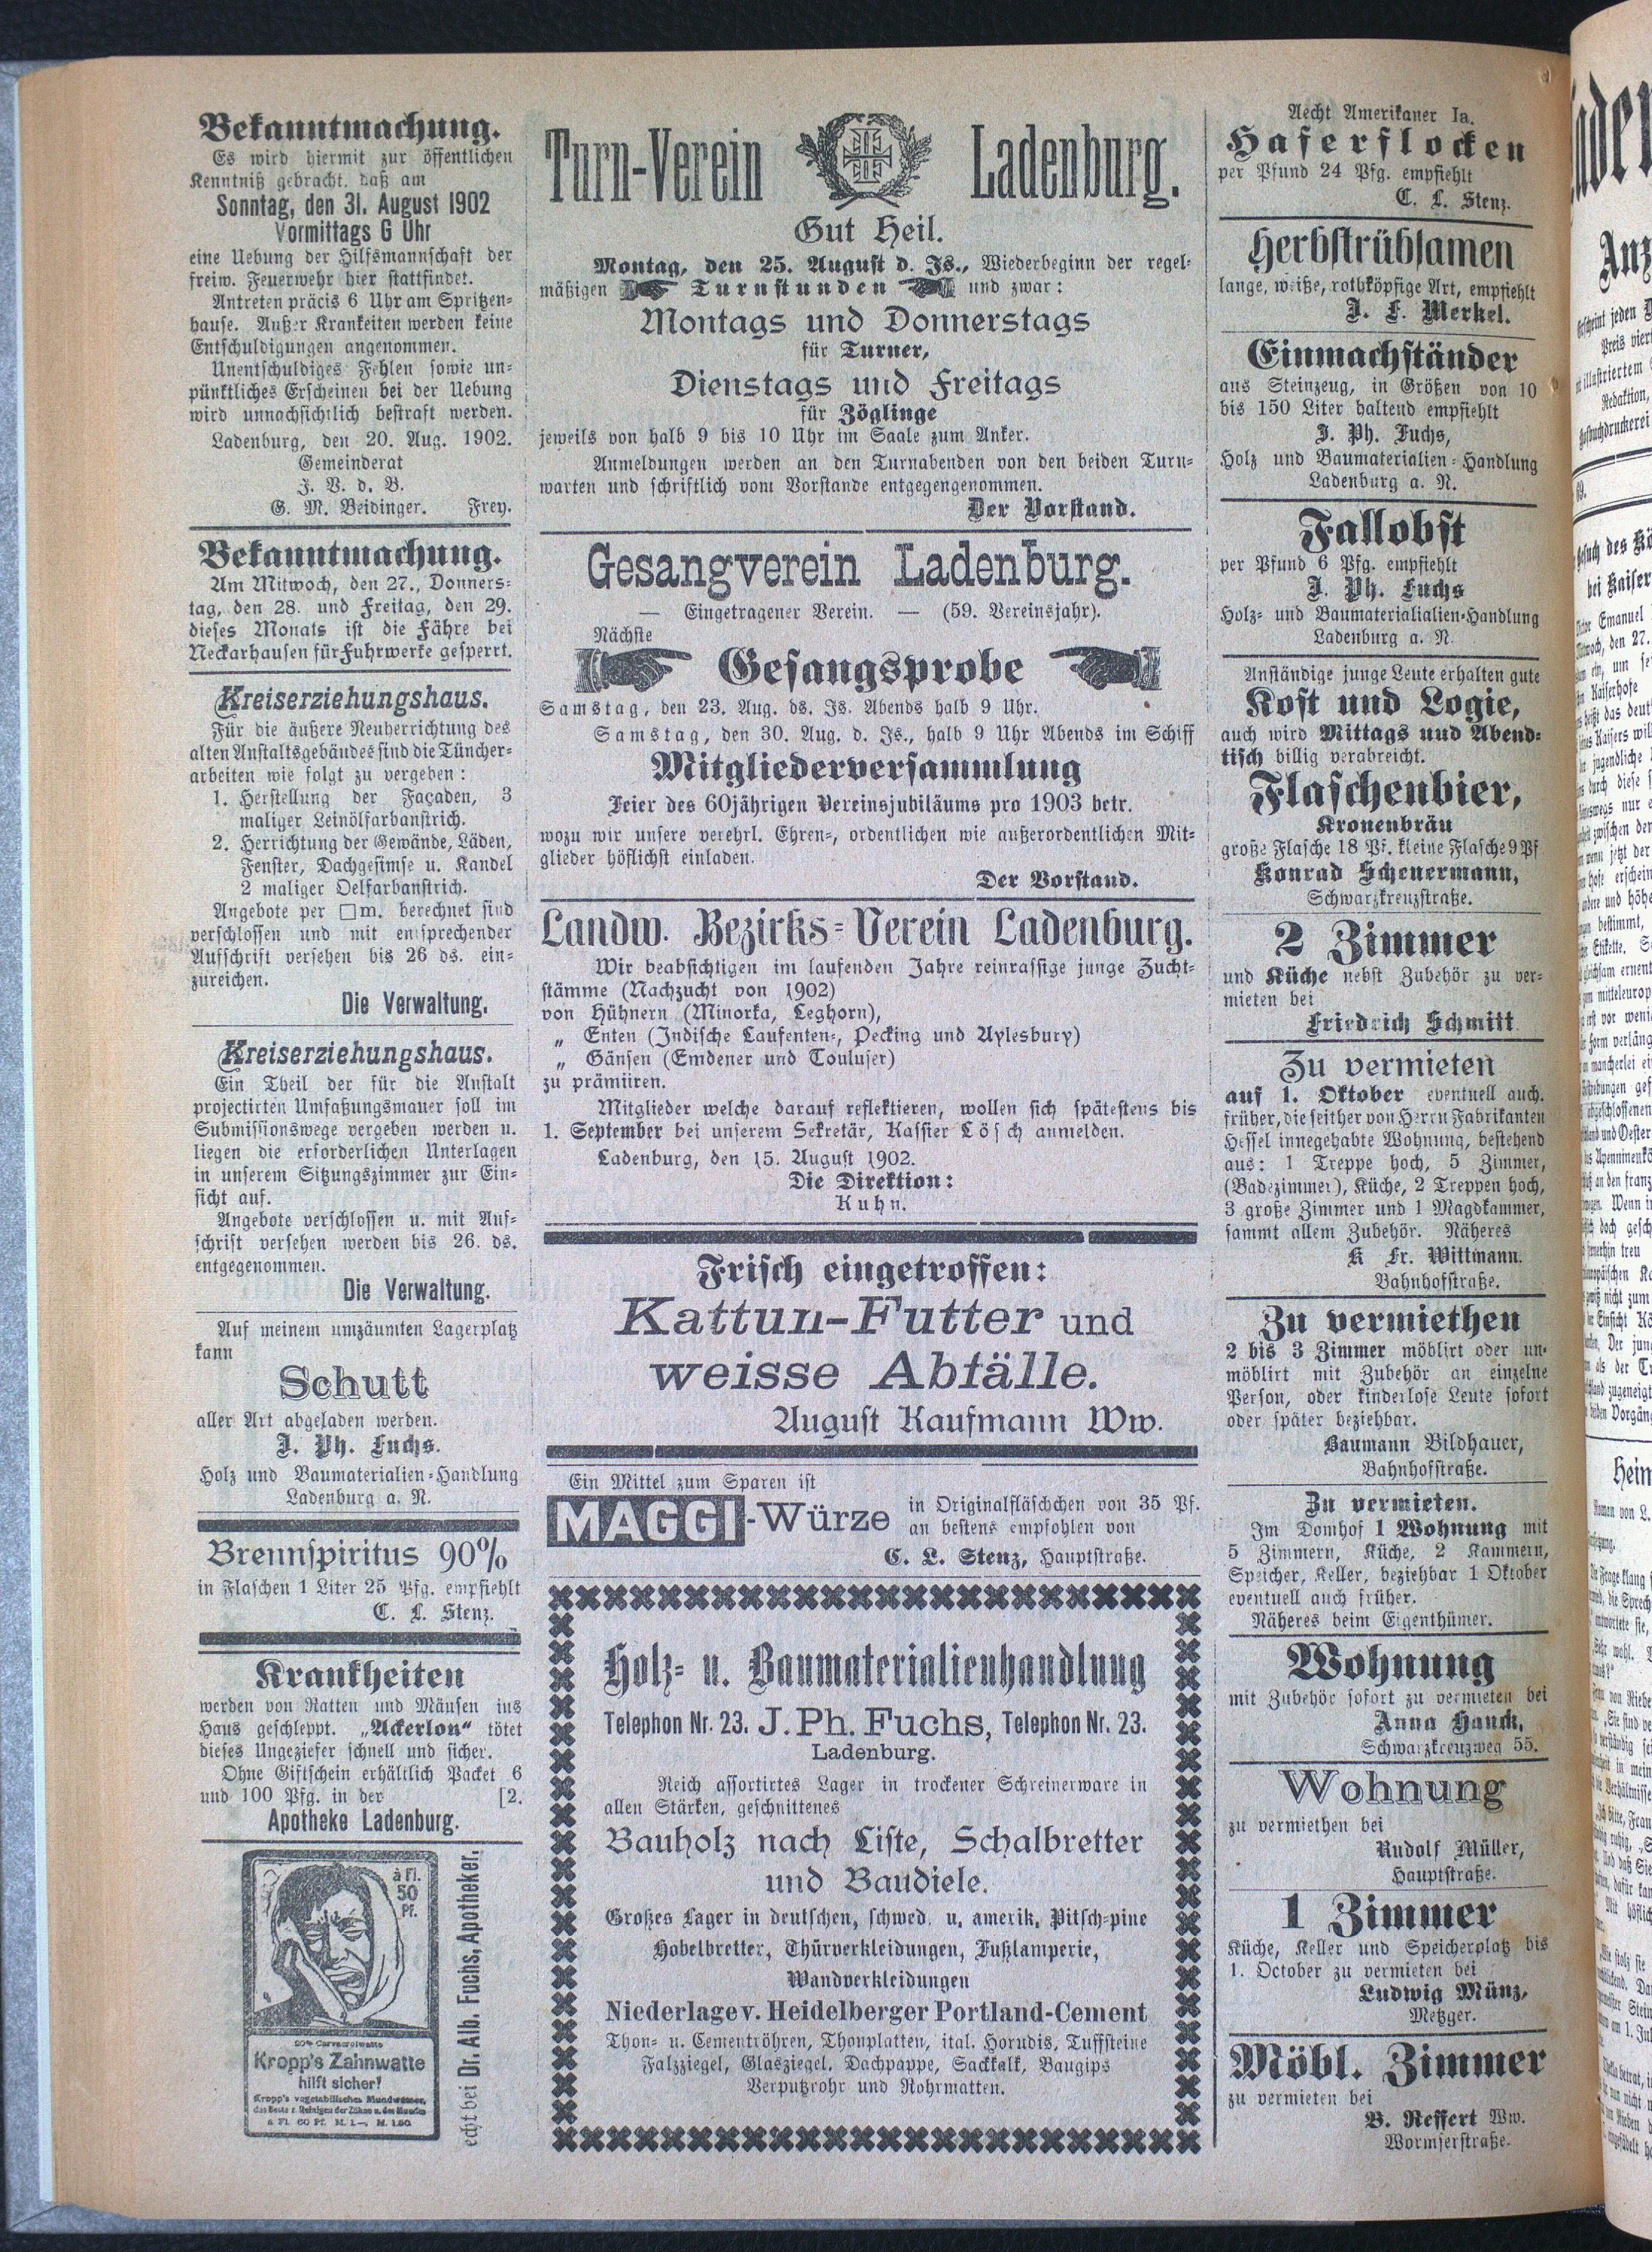 Bekanntmachung.
Es wird hiermit zur öffentlichen
Kenntniß gebracht, daß am
Sonntag, den 31. August 1902
Vormittags 6 Uhr
eine Uebung der Hilfsmannschaft der
freiw. Feuerwehr hier stattfindet.
Antreten präcis 6 Uhr am Spritzen-
hause. Außer Krankeiten werden keine
Entschuldigungen angenommen.
Unentschuldiges Fehlen sowie un-
pünktliches Erscheinen bei der Uebung
wird unnachsichtlich bestraft werden.
Ladenburg, den 20. Aug. 1902.
Gemeinderat
J. V. d. B.
G. M. Beidinger. Frey.
Bekanntmachung.
Am Mitwoch, den 27., Donners-
tag, den 28. und Freitag, den 29.
dieses Monats ist die Fähre bei
Neckarhausen für Fuhrwerke gesperrt.
Kreiserziehungshaus.
Für die äußere Neuherrichtung des
alten Anstaltsgebäudes sind die Tüncher-
arbeiten wie folgt zu vergeben:
1. Herstellung der Façaden, 3
maliger Leinölfarbanstrich.
2. Herrichtung der Gewände, Läden,
Fenster, Dachgesimse u. Kandel
2 maliger Oelfarbanstrich.
Angebote per □m. berechnet sind
verschlossen und mit entsprechender
Aufschrift versehen bis 26 ds. ein-
zureichen.
Die Verwaltung.
Kreiserziehungshaus.
Ein Theil der für die Anstalt
projectirten Umfaßungsmauer soll im
Submissionswege vergeben werden u.
liegen die erforderlichen Unterlagen
in unserem Sitzungszimmer zur Ein-
sicht auf.
Angebote verschlossen u. mit Auf-
schrift versehen werden bis 26. ds.
entgegenommen.
Die Verwaltung.
Auf meinem umzäunten Lagerplatz
kann
Schutt
aller Art abgeladen werden.
J. Ph. Fuchs.
Holz und Baumaterialien-Handlung
Ladenburg a. N.
Brennspiritus 90%
in Flaschen 1 Liter 25 Pfg. empfiehlt
C. L. Stenz.
Krankheiten
werden von Ratten und Mäusen ins
Haus geschleppt. „Ackerlon“ tötet
dieses Ungeziefer schnell und sicher.
Ohne Giftschein erhältlich Packet 6
und 100 Pfg. in der [2.
Apotheke Ladenburg.
à Fl.
50
Pf.
20% Carvacrolwatte
Kropp's Zahnwatte
hilft sicher!
Kropp's vegetabilisches Mundwasser,
das Beste z. Reinigen der Zähne u. des Mundes
à Fl. 60 Pf. M. 1.—, M. 1.50.
echt bei Dr. Alb. Fuchs, Apotheker.
Turn-Verein Ladenburg.
Gut Heil.
Montag, den 25. August d. Js., Wiederbeginn der regel-
mäßigen Turnstunden und zwar:
Montags und Donnerstags
für Turner,
Dienstags und Freitags
für Zöglinge
jeweils von halb 9 bis 10 Uhr im Saale zum Anker.
Anmeldungen werden an den Turnabenden von den beiden Turn-
warten und schriftlich vom Vorstande entgegengenommen.
Der Vorstand.
Gesangverein Ladenburg.
— Eingetragener Verein. — (59. Vereinsjahr).
Nächste
Gesangsprobe
Samstag, den 23. Aug. ds. Js. Abends halb 9 Uhr.
Samstag, den 30. Aug. d. Js., halb 9 Uhr Abends im Schiff
Mitgliederversammlung
Feier des 60jährigen Vereinsjubiläums pro 1903 betr.
wozu wir unsere verehrl. Ehren-, ordentlichen wie außerordentlichen Mit-
glieder höflichst einladen.
Der Vorstand.
Landw. Bezirks-Verein Ladenburg.
Wir beabsichtigen im laufenden Jahre reinrassige junge Zucht-
stämme (Nachzucht von 1902)
von Hühnern (Minorka, Leghorn),
„ Enten (Indische Laufenten-, Pecking und Aylesbury)
„ Gänsen (Emdener und Touluser)
zu prämiiren.
Mitglieder welche darauf reflektieren, wollen sich spätestens bis
1. September bei unserem Sekretär, Kassier Lösch anmelden.
Ladenburg, den 15. August 1902.
Die Direktion:
Kuhn.
Frisch eingetroffen:
Kattun-Futter und
weisse Abfälle.
August Kaufmann Ww.
Ein Mittel zum Sparen ist
MAGGI-Würze in Originalfläschchen von 35 Pf.
an bestens empfohlen von
C. L. Stenz, Hauptstraße.
Holz- u. Baumaterialienhandlung
Telephon Nr. 23. J. Ph. Fuchs, Telephon Nr. 23.
Ladenburg.
Reich assortirtes Lager in trockener Schreinerware in
allen Stärken, geschnittenes
Bauholz nach Liste, Schalbretter
und Baudiele.
Großes Lager in deutschen, schwed. u. amerik. Pitsch-pine
Hobelbretter, Thürverkleidungen, Fußlamperie,
Wandverkleidungen
Niederlage v. Heidelberger Portland-Cement
Thon- u. Cementröhren, Thonplatten, ital. Horudis, Tuffsteine
Falzziegel, Glasziegel, Dachpappe, Sackkalk, Baugips
Verputzrohr und Rohrmatten.
Aecht Amerikaner Ia.
Haferflocken
per Pfund 24 Pfg. empfiehlt
C. L. Stenz.
Herbstrübsamen
lange, weiße, rothköpfige Art, empfiehlt
J. F. Merkel.
Einmachständer
aus Steinzeug, in Größen von 10
bis 150 Liter haltend empfiehlt
J. Ph. Fuchs,
Holz und Baumaterialien-Handlung
Ladenburg a. N.
Fallobst
per Pfund 6 Pfg. empfiehlt
J. Ph. Fuchs
Holz- und Baumaterialialien-Handlung
Ladenburg a. N.
Anständige junge Leute erhalten gute
Kost und Logie,
auch wird Mittags und Abend-
tisch billig verabreicht.
Flaschenbier,
Kronenbräu
große Flasche 18 Pf. kleine Flasche 9 Pf
Konrad Scheuermann,
Schwarzkreuzstraße.
2 Zimmer
und Küche nebst Zubehör zu ver-
mieten bei
Friedrich Schmitt
Zu vermieten
auf 1. Oktober eventuell auch.
früher, die seither von Herrn Fabrikanten
Hessel innegehabte Wohnung, bestehend
aus: 1 Treppe hoch, 5 Zimmer,
(Badezimmer), Küche, 2 Treppen hoch,
3 große Zimmer und 1 Magdkammer,
sammt allem Zubehör. Näheres
K Fr. Wittmann.
Bahnhofstraße.
Zu vermiethen
2 bis 3 Zimmer möblirt oder un-
möblirt mit Zubehör an einzelne
Person, oder kinderlose Leute sofort
oder später beziehbar.
Baumann Bildhauer,
Bahnhofstraße.
Zu vermieten.
Im Domhof 1 Wohnung mit
5 Zimmern, Küche, 2 Kammern,
Speicher, Keller, beziehbar 1 Oktober
eventuell auch früher.
Näheres beim Eigenthümer.
Wohnung
mit Zubehör sofort zu vermieten bei
Anna Hauck,
Schwarzkreuzweg 55.
Wohnung
zu vermiethen bei
Rudolf Müller,
Hauptstraße.
1 Zimmer
Küche, Keller und Speicherplatz bis
1. October zu vermieten bei
Ludwig Münz,
Metzger.
Möbl. Zimmer
zu vermieten bei
B. Reffert Ww.
Wormserstraße.